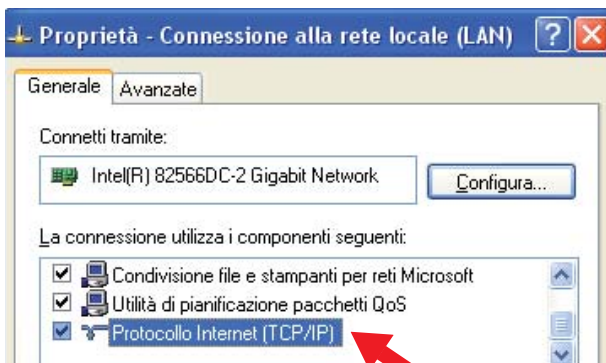 Proprietà - Connessione alla rete locale (LAN)
Generale
Avanzate
Connetti tramite:
Intel(R) 82566DC-2 Gigabit Network
Configura...
La connessione utilizza i componenti seguenti:
Condivisione file e stampanti per reti Microsoft
Utilità di pianificazione pacchetti QoS
Protocollo Internet (TCP/IP)